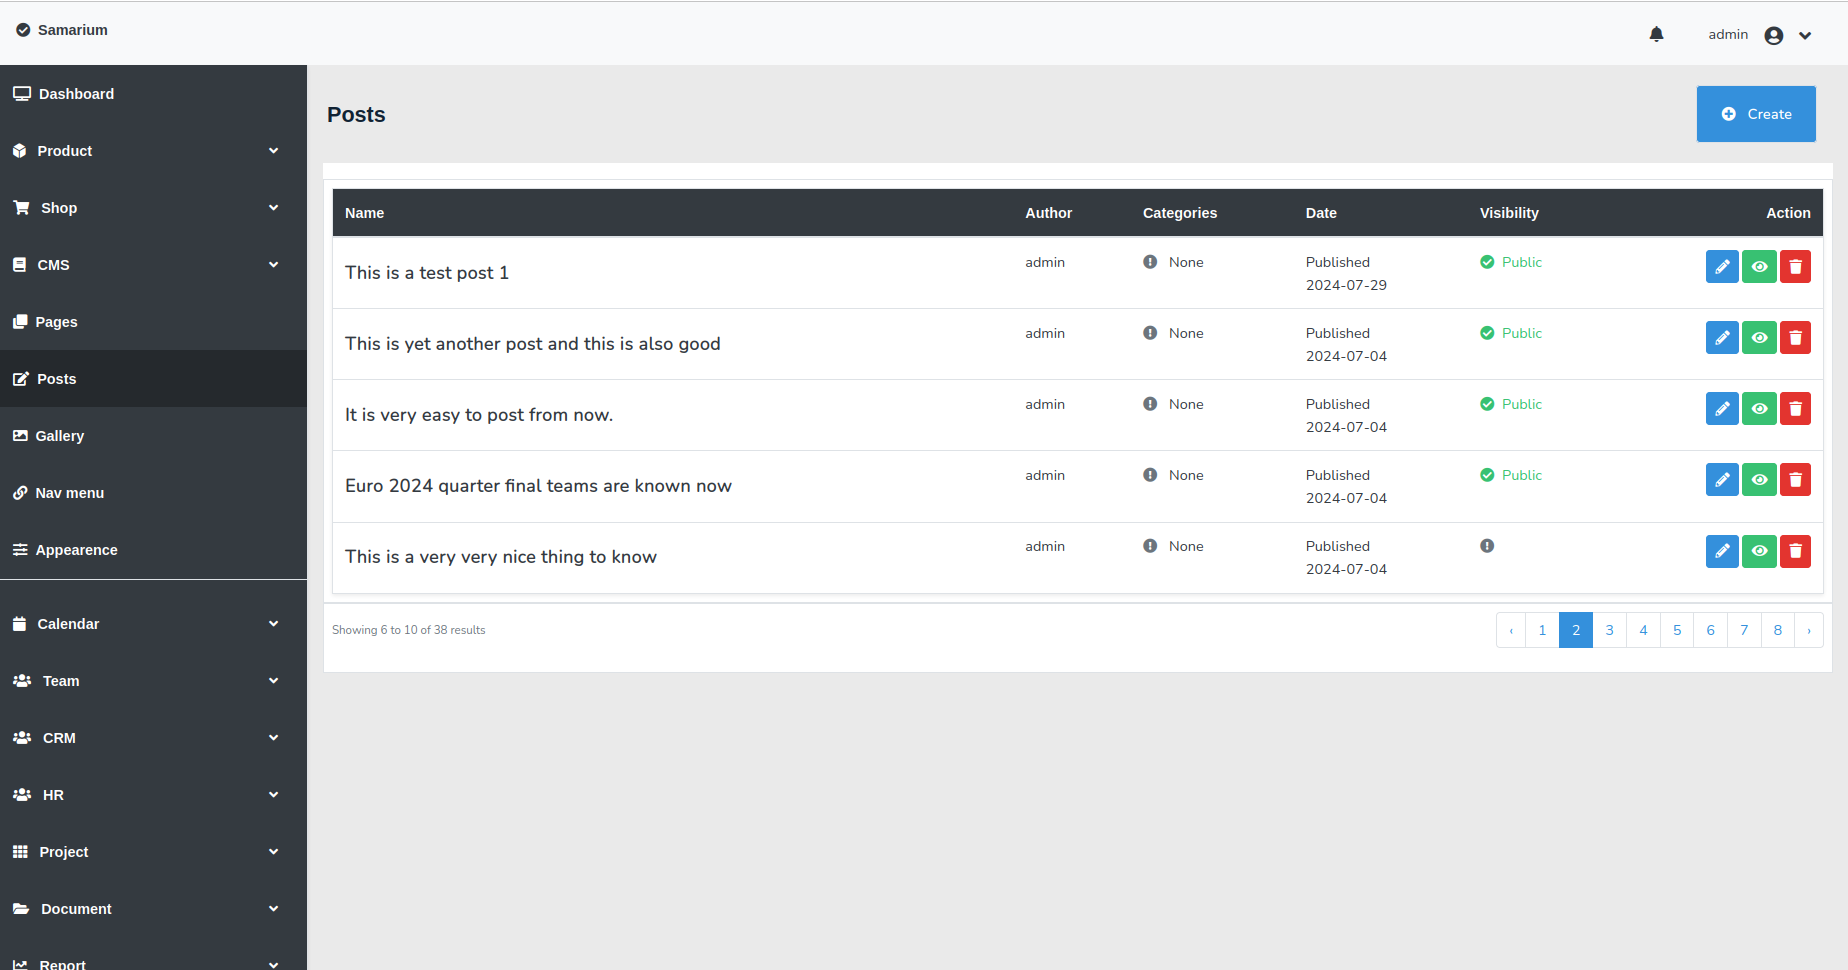 Samarium
admin
Dashboard
Product
Shop
CMS
Pages
Posts
Gallery
Nav menu
Appearence
Calendar
Team
CRM
HR
Project
Document
Report
Posts
Create
Name Author Categories Date Visibility Action
This is a test post 1 admin None Published Public
2024-07-29
This is yet another post and this is also good admin None Published Public
2024-07-04
It is very easy to post from now. admin None Published Public
2024-07-04
Euro 2024 quarter final teams are known now admin None Published Public
2024-07-04
This is a very very nice thing to know admin None Published
2024-07-04
Showing 6 to 10 of 38 results
‹ 1 2 3 4 5 6 7 8 ›